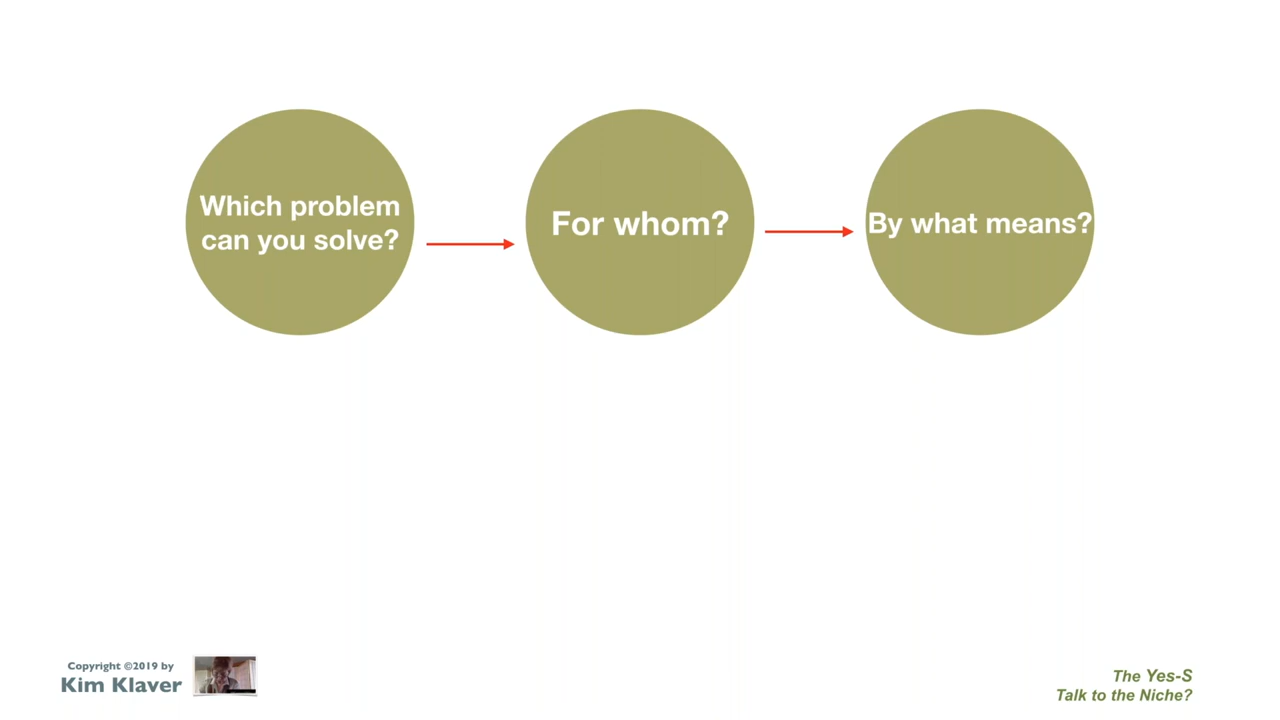 Which problem
can you solve?
For whom?
By what means?
Copyright ©2019 by
Kim Klaver
The Yes-S
Talk to the Niche?